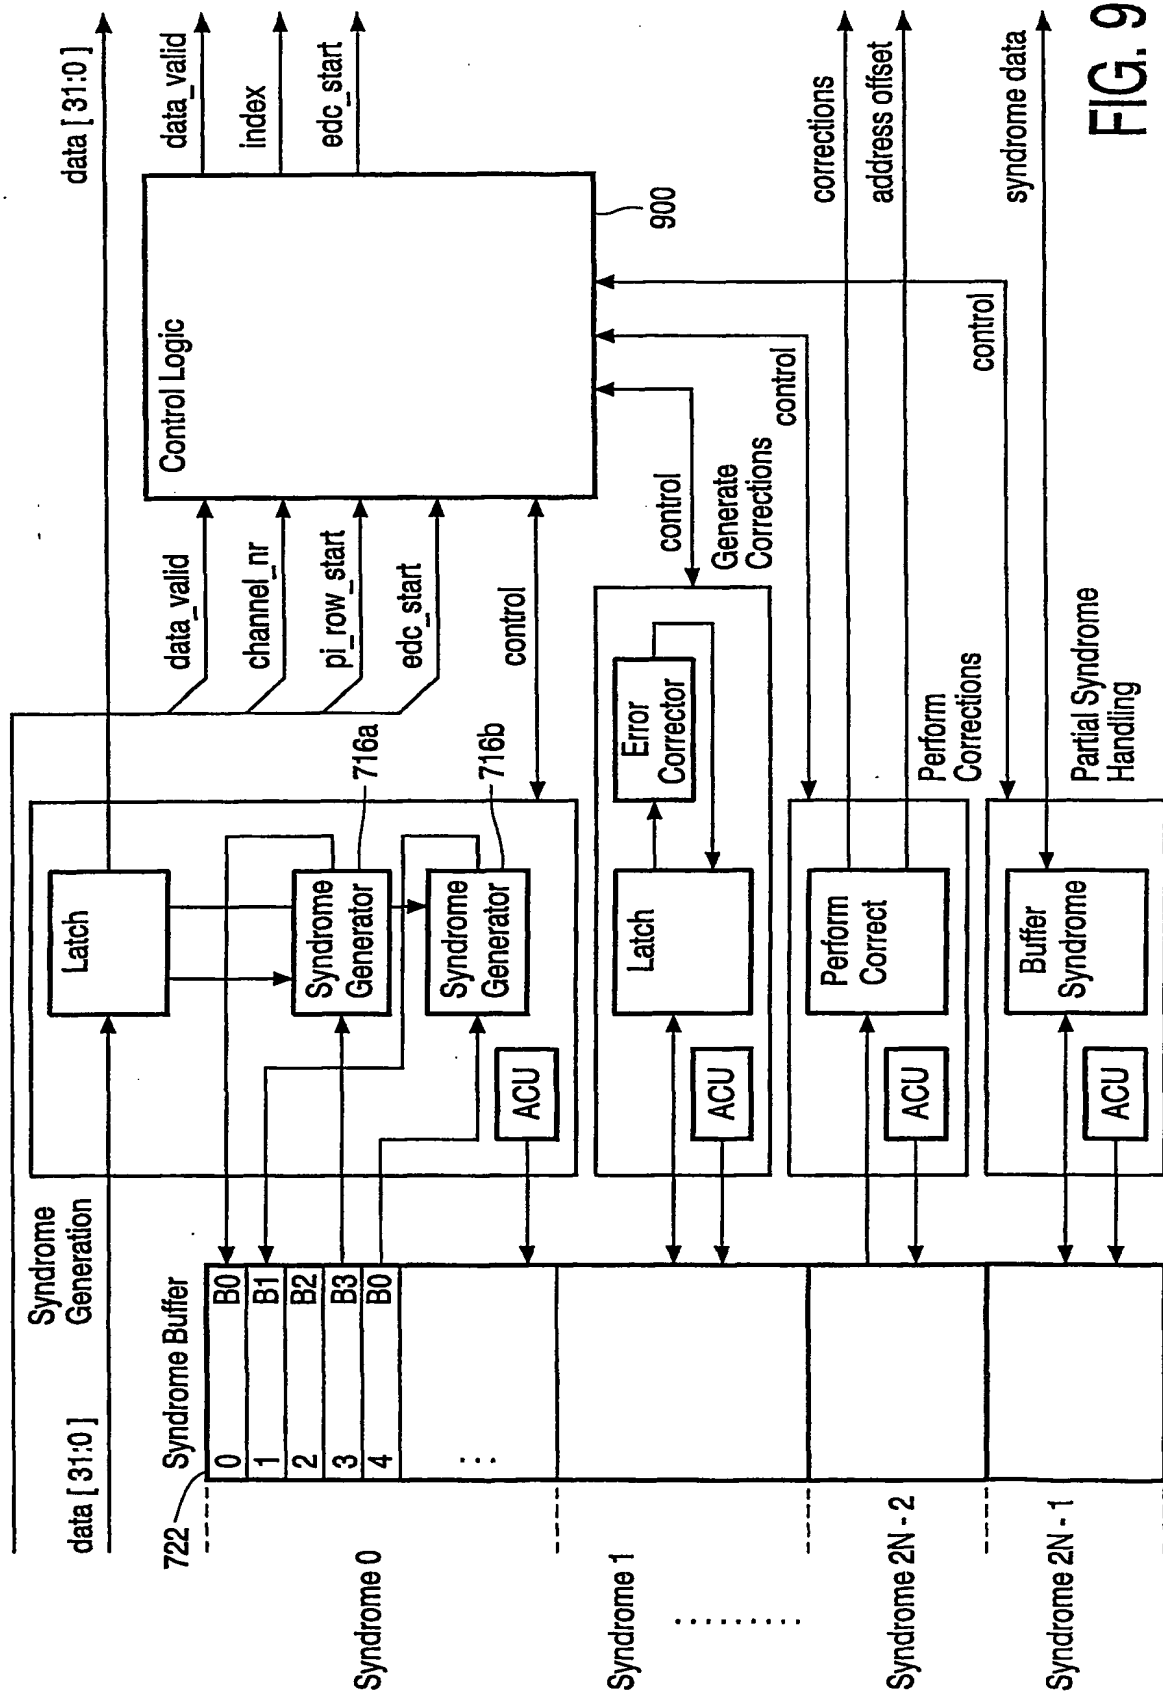 data [ 31:0 ]
Syndrome
Generation
data [ 31:0 ]
722
Syndrome Buffer
0 B0
1 B1
2 B2
3 B3
4 B0
...
Syndrome 0
Syndrome 1
.........
Syndrome 2N - 2
Syndrome 2N - 1
Latch
Syndrome
Generator
716a
Syndrome
Generator
716b
ACU
data_valid
channel_nr
pi_row_start
edc_start
control
Control Logic
900
data_valid
index
edc_start
Latch
Error
Corrector
ACU
control
Generate
Corrections
Perform
Correct
ACU
Perform
Corrections
control
corrections
address offset
Buffer
Syndrome
ACU
Partial Syndrome
Handling
control
syndrome data
FIG. 9